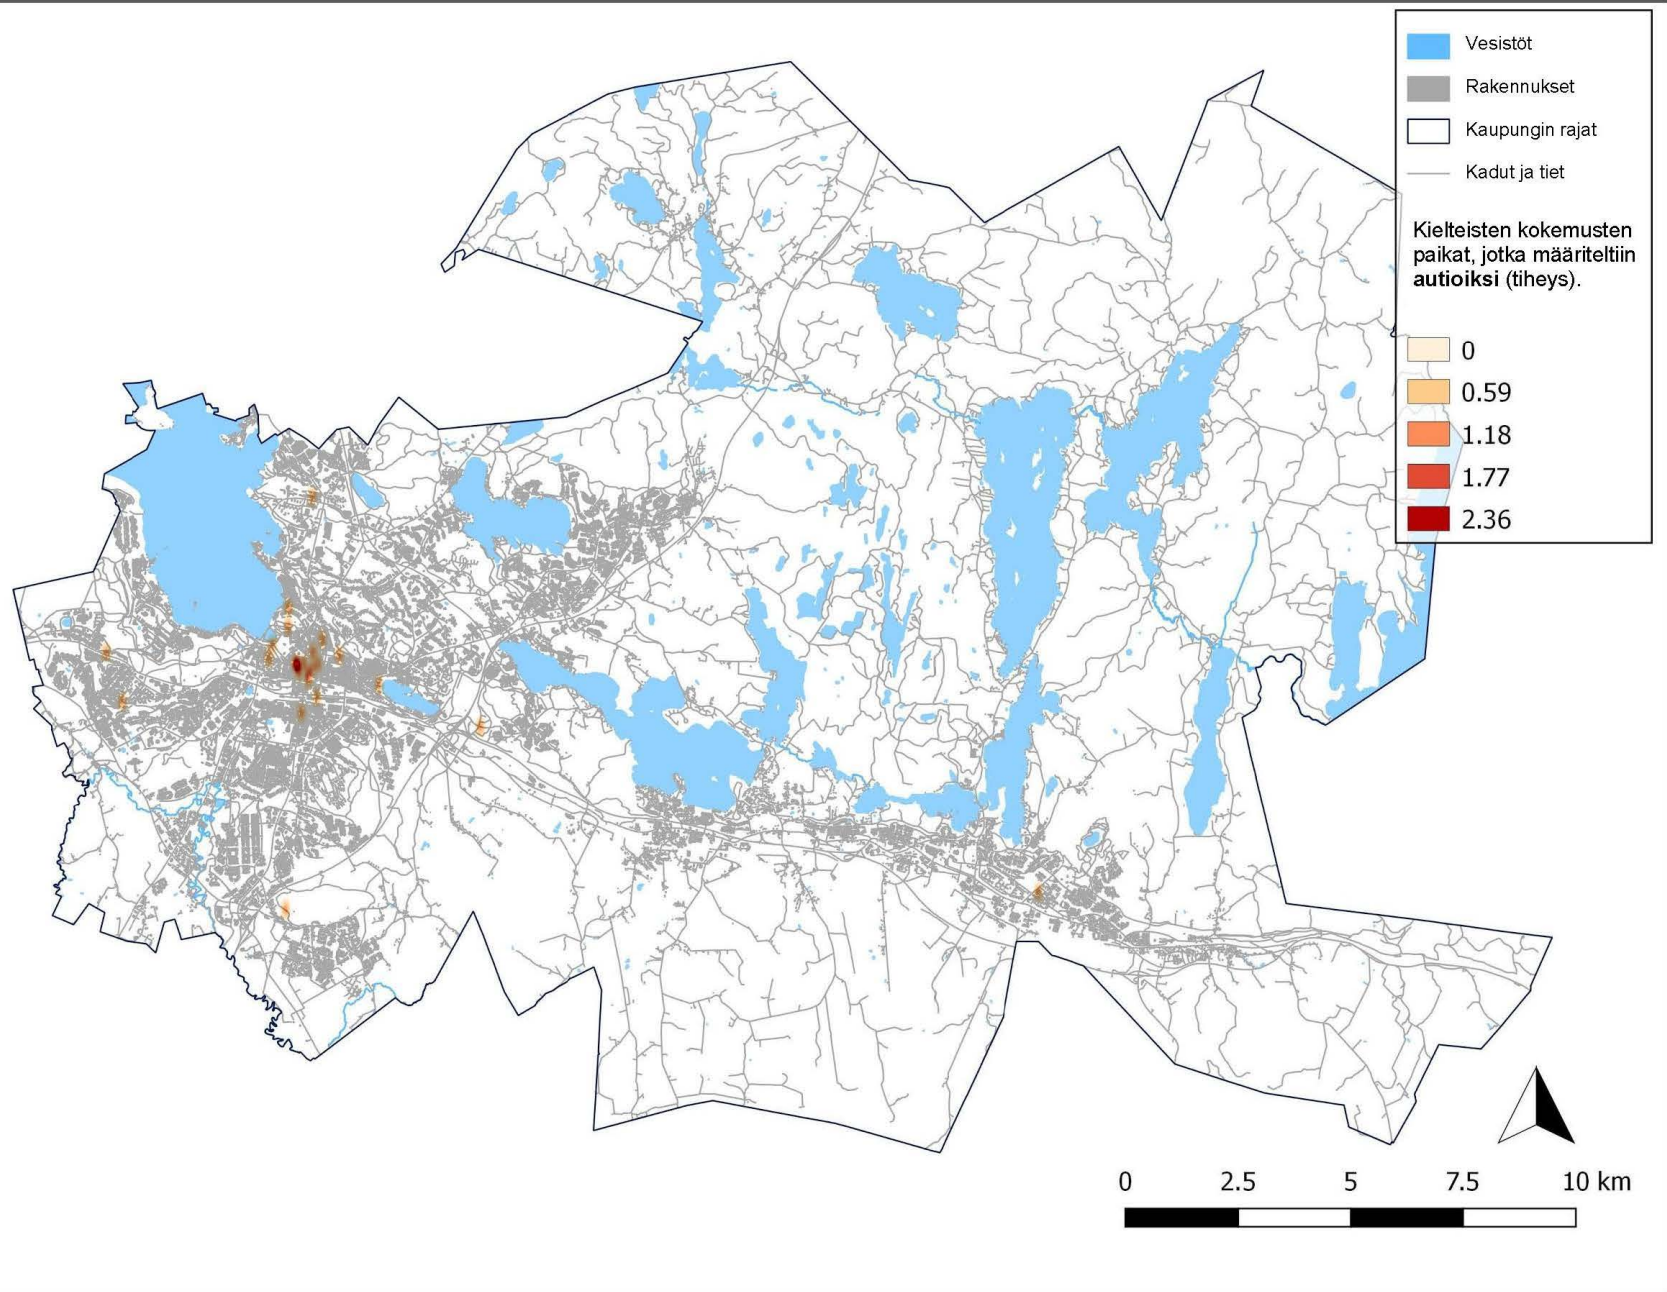 Vesistöt
Rakennukset
Kaupungin rajat
Kadut ja tiet
Kielteisten kokemusten
paikat, jotka määriteltiin
autioiksi (tiheys).
0
0.59
1.18
1.77
2.36
0 2.5 5 7.5 10 km